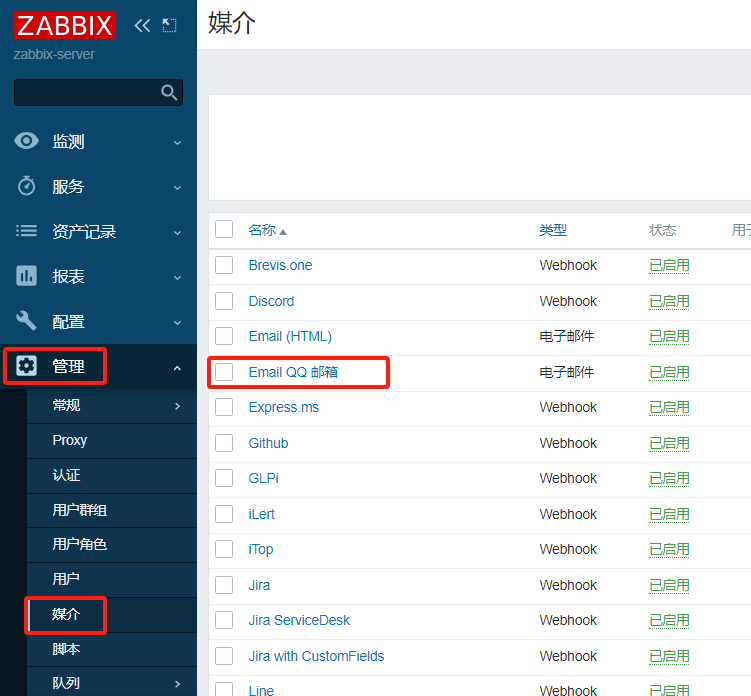 ZABBIX
zabbix-server
监测
服务
资产记录
报表
配置
管理
常规
Proxy
认证
用户群组
用户角色
用户
媒介
脚本
队列
媒介
名称 类型 状态 用于
Brevis.one Webhook 已启用
Discord Webhook 已启用
Email (HTML) 电子邮件 已启用
Email QQ 邮箱 电子邮件 已启用
Express.ms Webhook 已启用
Github Webhook 已启用
GLPi Webhook 已启用
iLert Webhook 已启用
iTop Webhook 已启用
Jira Webhook 已启用
Jira ServiceDesk Webhook 已启用
Jira with CustomFields Webhook 已启用
Line Webhook 已启用